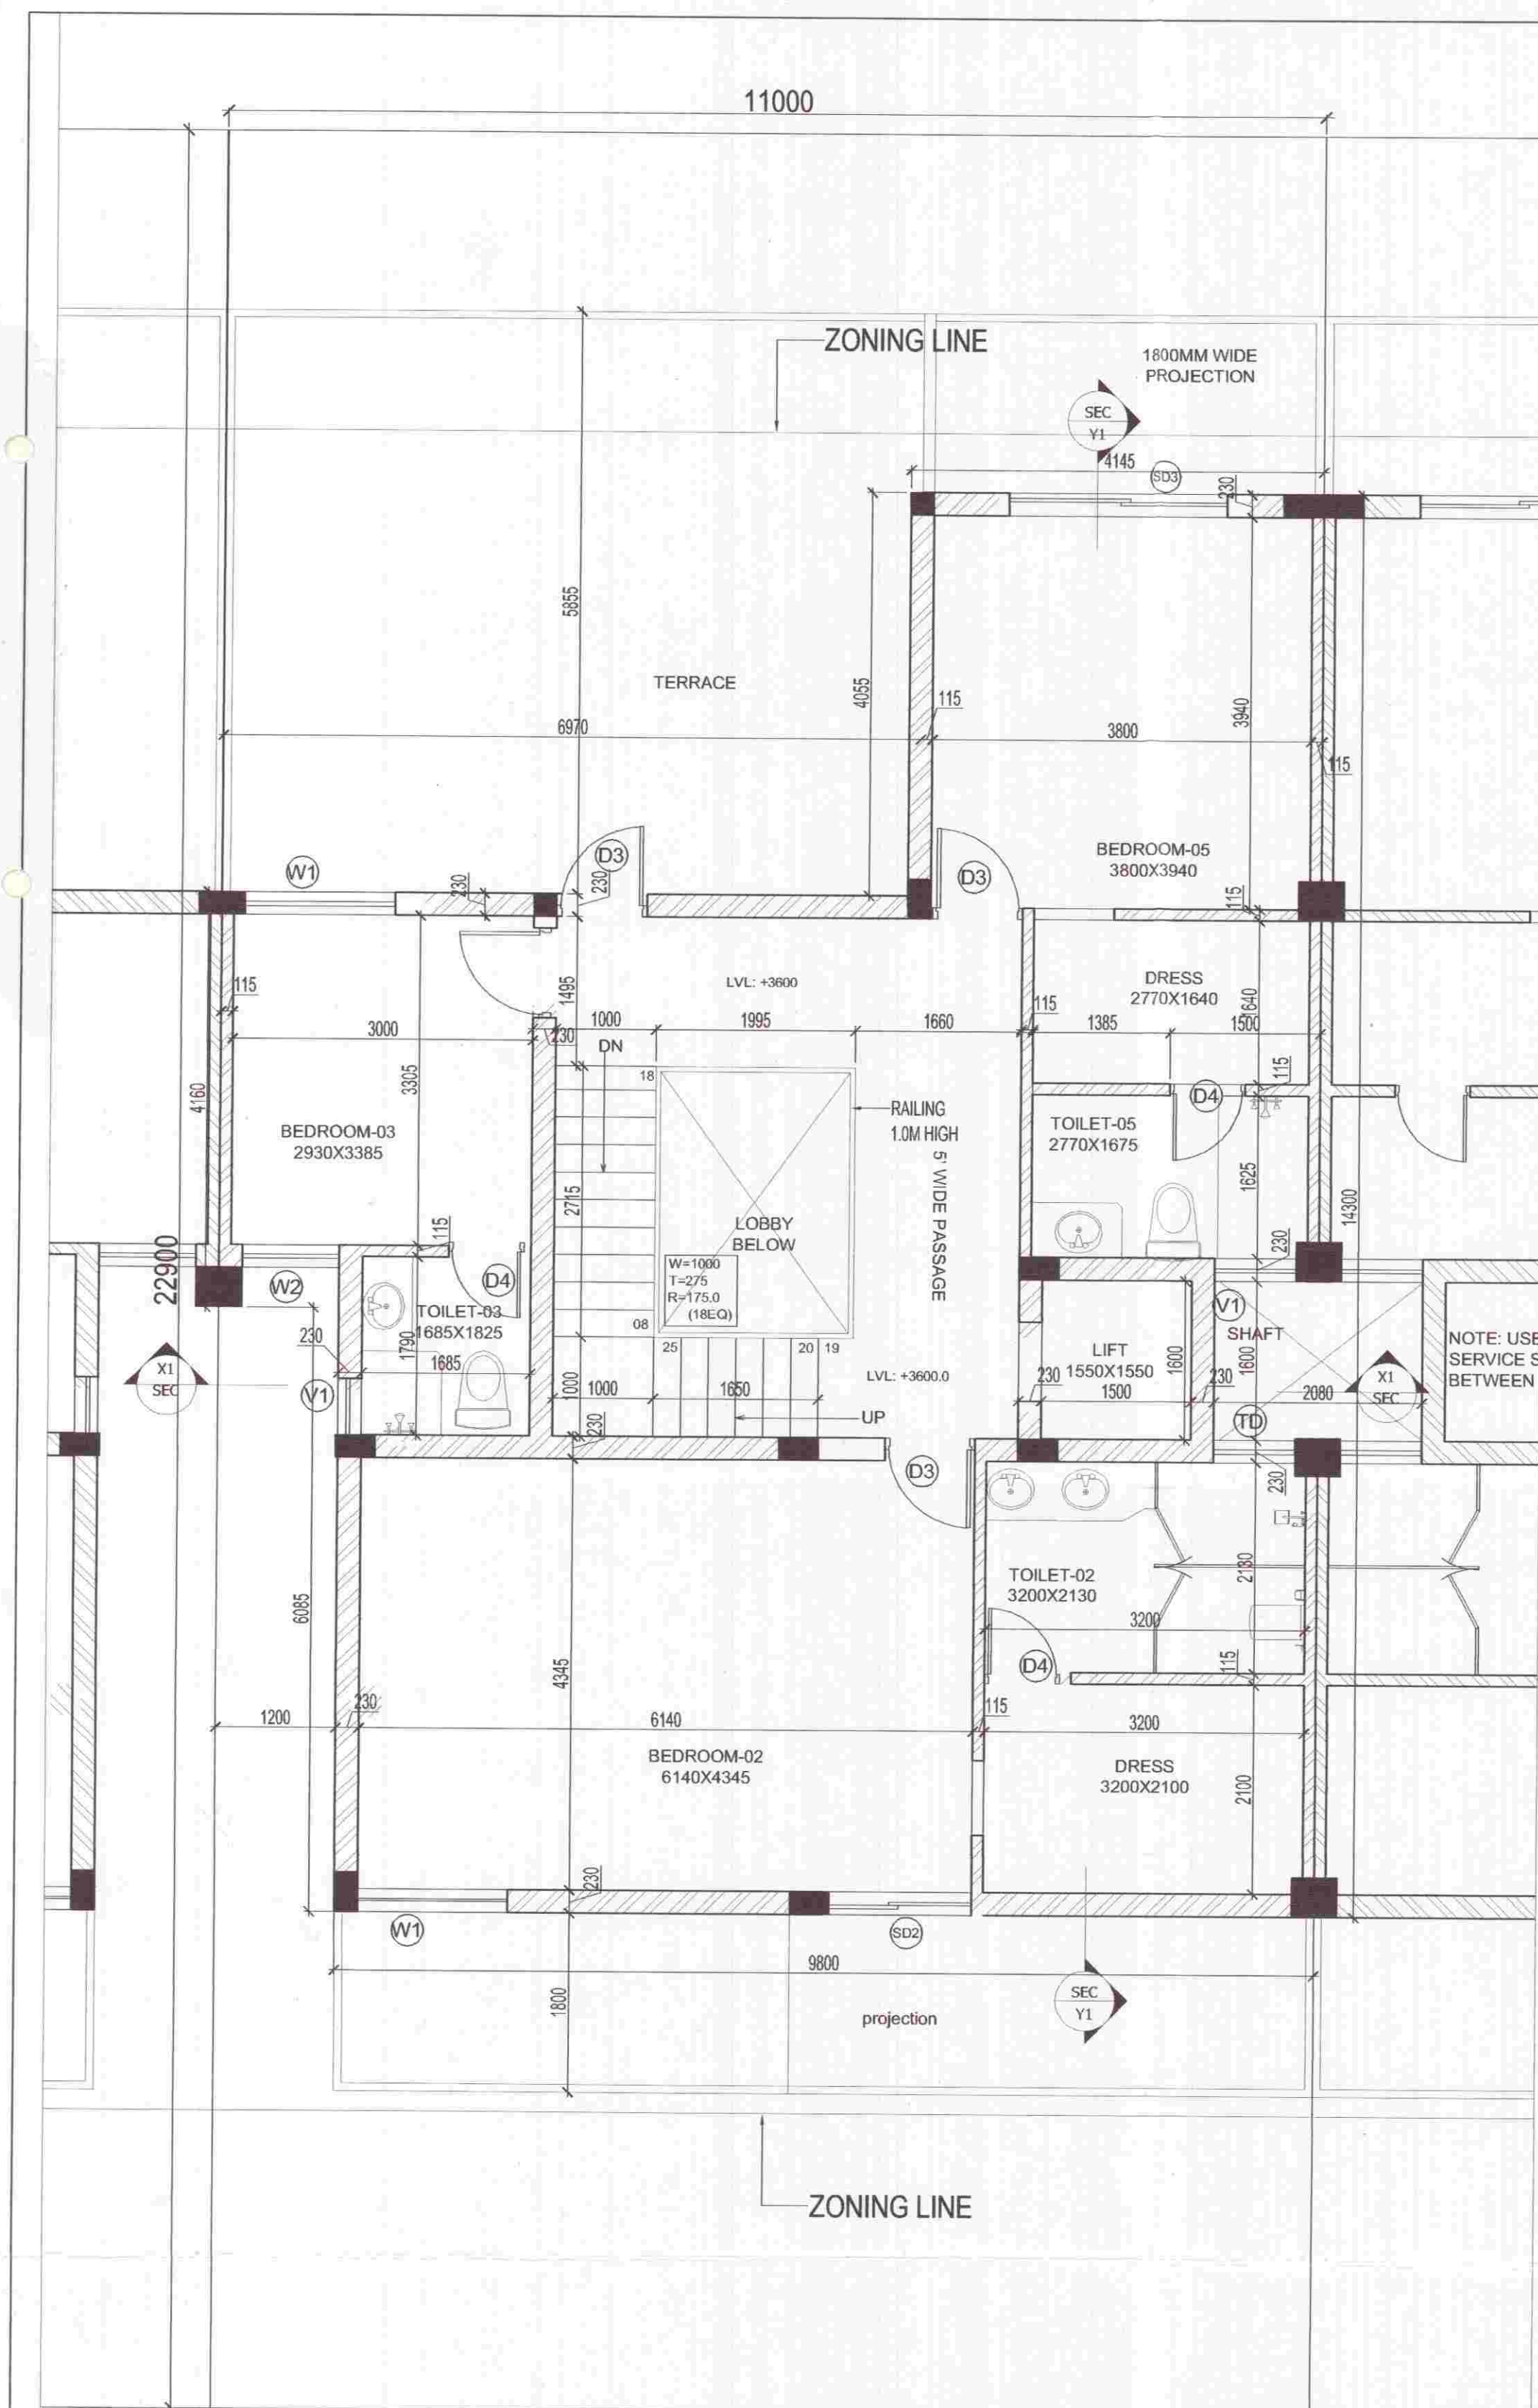 11000
ZONING LINE
1800MM WIDE
PROJECTION
SEC
Y1
4145
SD3
230
5855
4055
TERRACE
115
3940
6970
3800
115
BEDROOM-05
3800X3940
W1
230
D3
230
D3
115
DRESS
2770X1640
1640
LVL: +3600
115
1495
115
3000
230
1000
1995
1660
1385
1500
DN
18
3305
4160
115
D4
RAILING
1.0M HIGH
TOILET-05
2770X1675
BEDROOM-03
2930X3385
5' WIDE PASSAGE
2715
1625
14300
LOBBY
BELOW
115
230
22900
W2
D4
W=1000
T=275
R=175.0
(18EQ)
TOILET-03
1685X1825
08
V1
SHAFT
NOTE: USE
SERVICE S
BETWEEN
230
1790
1685
25
20
19
LIFT
1550X1550
1600
1600
X1
SEC
X1
SEC
V1
1000
1000
1650
LVL: +3600.0
230
1500
230
2080
UP
TD
230
D3
230
TOILET-02
3200X2130
2130
3200
6085
4345
D4
115
1200
230
6140
115
3200
BEDROOM-02
6140X4345
DRESS
3200X2100
2100
230
W1
SD2
9800
1800
projection
SEC
Y1
ZONING LINE